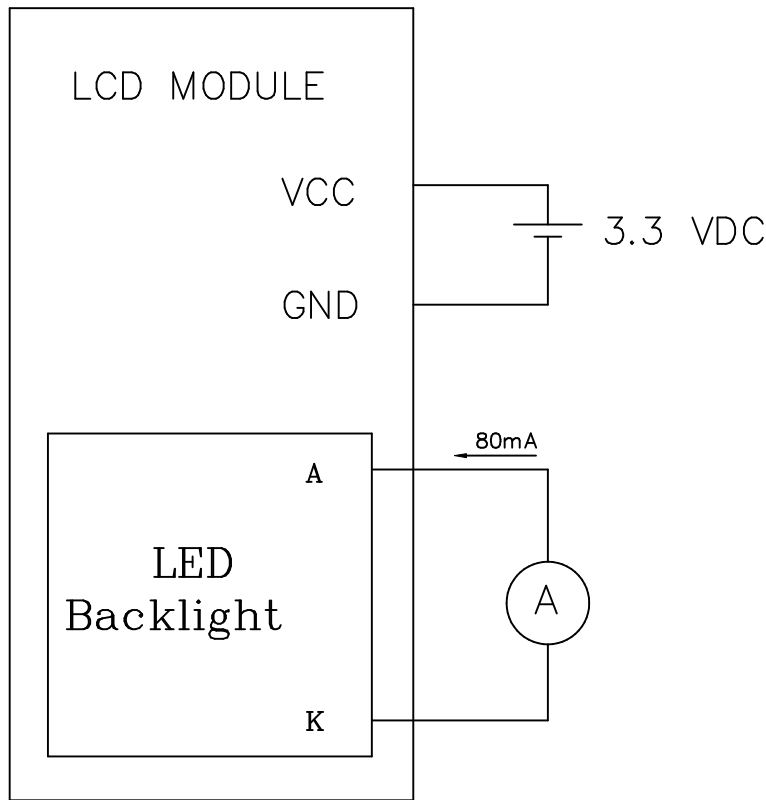 LCD MODULE
VCC
3.3 VDC
GND
80mA
A
LED
Backlight
A
K